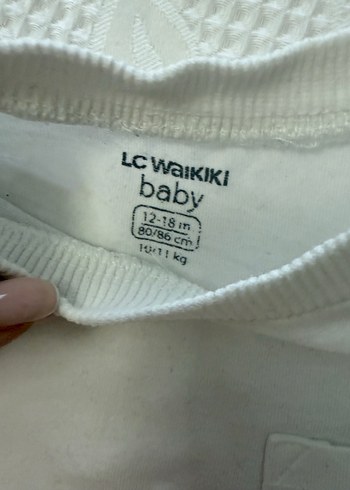 LC WAIKIKI
baby
12-18 m
80/86 cm
10/11 kg